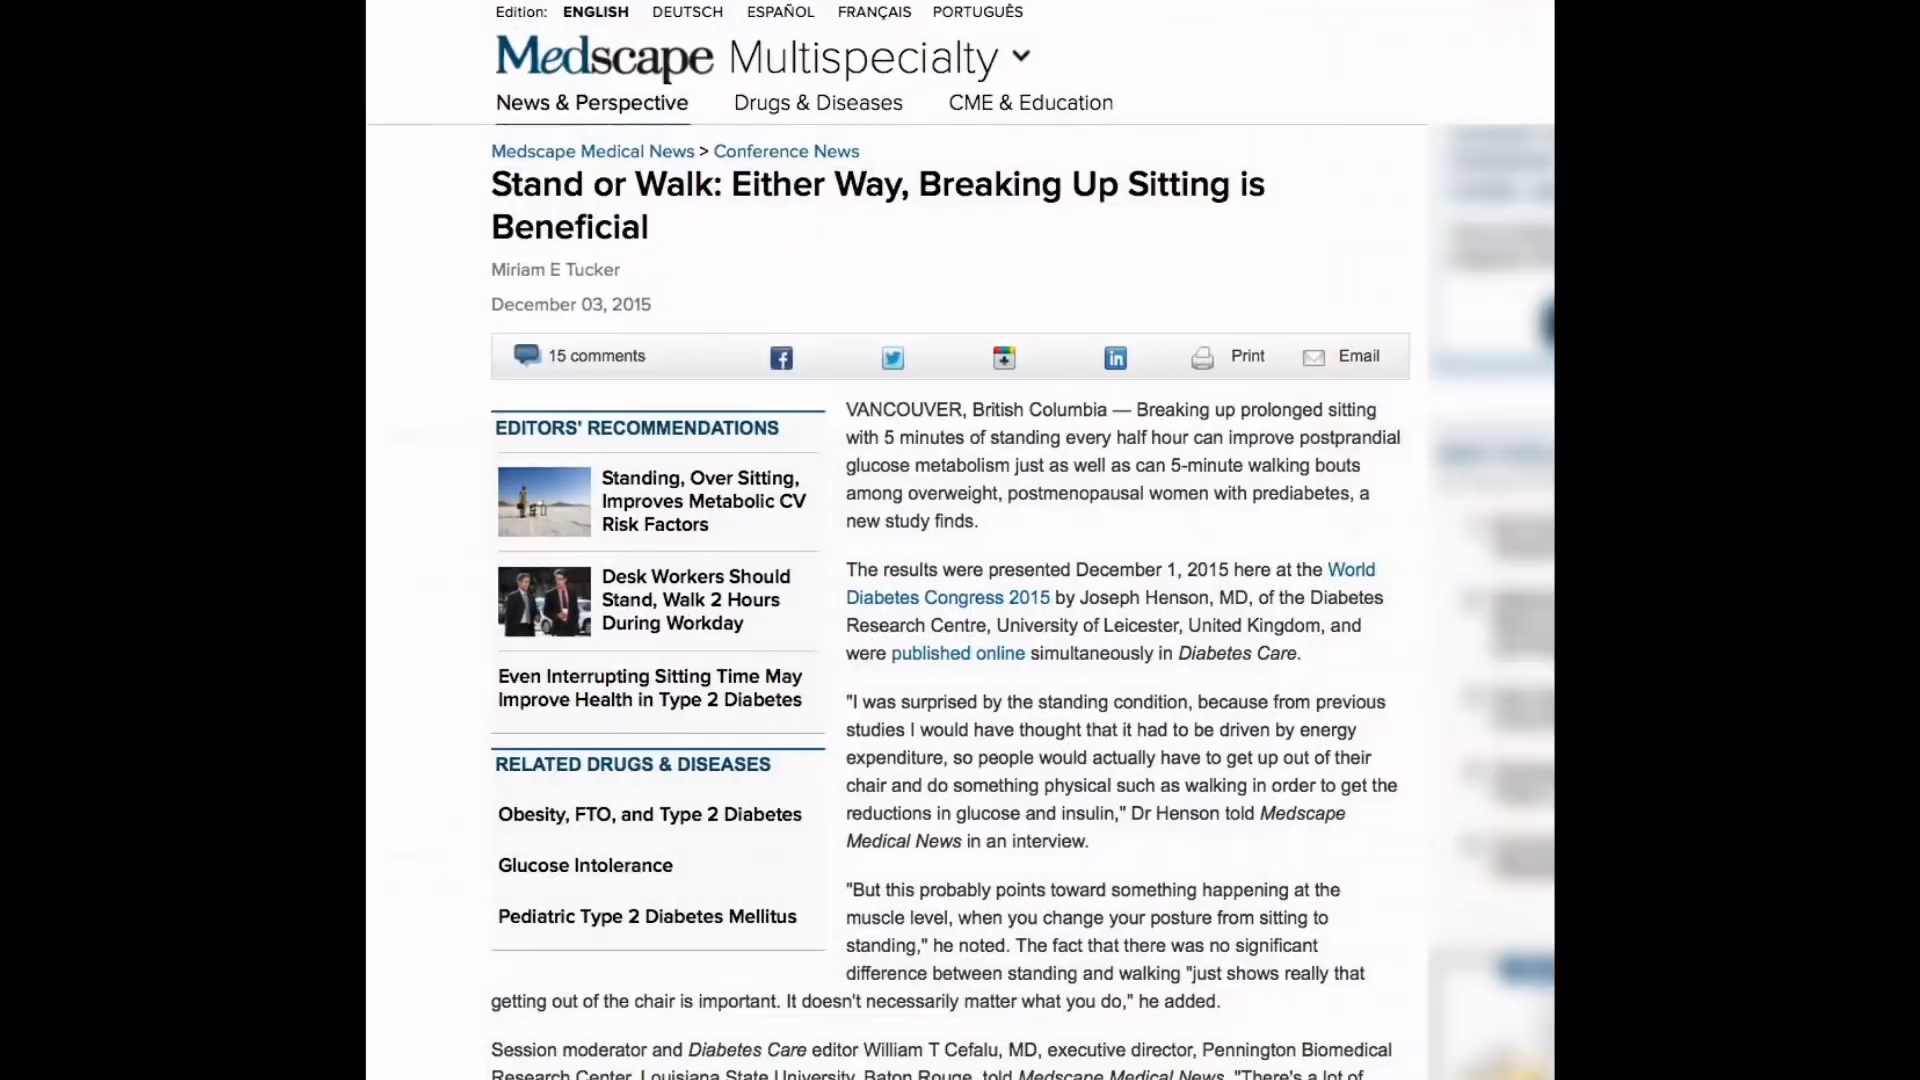 Edition: ENGLISH DEUTSCH ESPAÑOL FRANÇAIS PORTUGUÊS
Medscape Multispecialty
News & Perspective Drugs & Diseases CME & Education
Medscape Medical News > Conference News
Stand or Walk: Either Way, Breaking Up Sitting is
Beneficial
Miriam E Tucker
December 03, 2015
15 comments Print Email
EDITORS' RECOMMENDATIONS
Standing, Over Sitting,
Improves Metabolic CV
Risk Factors
Desk Workers Should
Stand, Walk 2 Hours
During Workday
Even Interrupting Sitting Time May
Improve Health in Type 2 Diabetes
RELATED DRUGS & DISEASES
Obesity, FTO, and Type 2 Diabetes
Glucose Intolerance
Pediatric Type 2 Diabetes Mellitus
VANCOUVER, British Columbia — Breaking up prolonged sitting
with 5 minutes of standing every half hour can improve postprandial
glucose metabolism just as well as can 5-minute walking bouts
among overweight, postmenopausal women with prediabetes, a
new study finds.
The results were presented December 1, 2015 here at the World
Diabetes Congress 2015 by Joseph Henson, MD, of the Diabetes
Research Centre, University of Leicester, United Kingdom, and
were published online simultaneously in Diabetes Care.
"I was surprised by the standing condition, because from previous
studies I would have thought that it had to be driven by energy
expenditure, so people would actually have to get up out of their
chair and do something physical such as walking in order to get the
reductions in glucose and insulin," Dr Henson told Medscape
Medical News in an interview.
"But this probably points toward something happening at the
muscle level, when you change your posture from sitting to
standing," he noted. The fact that there was no significant
difference between standing and walking "just shows really that
getting out of the chair is important. It doesn't necessarily matter what you do," he added.
Session moderator and Diabetes Care editor William T Cefalu, MD, executive director, Pennington Biomedical
Research Center, Louisiana State University, Baton Rouge, told Medscape Medical News, "There's a lot of